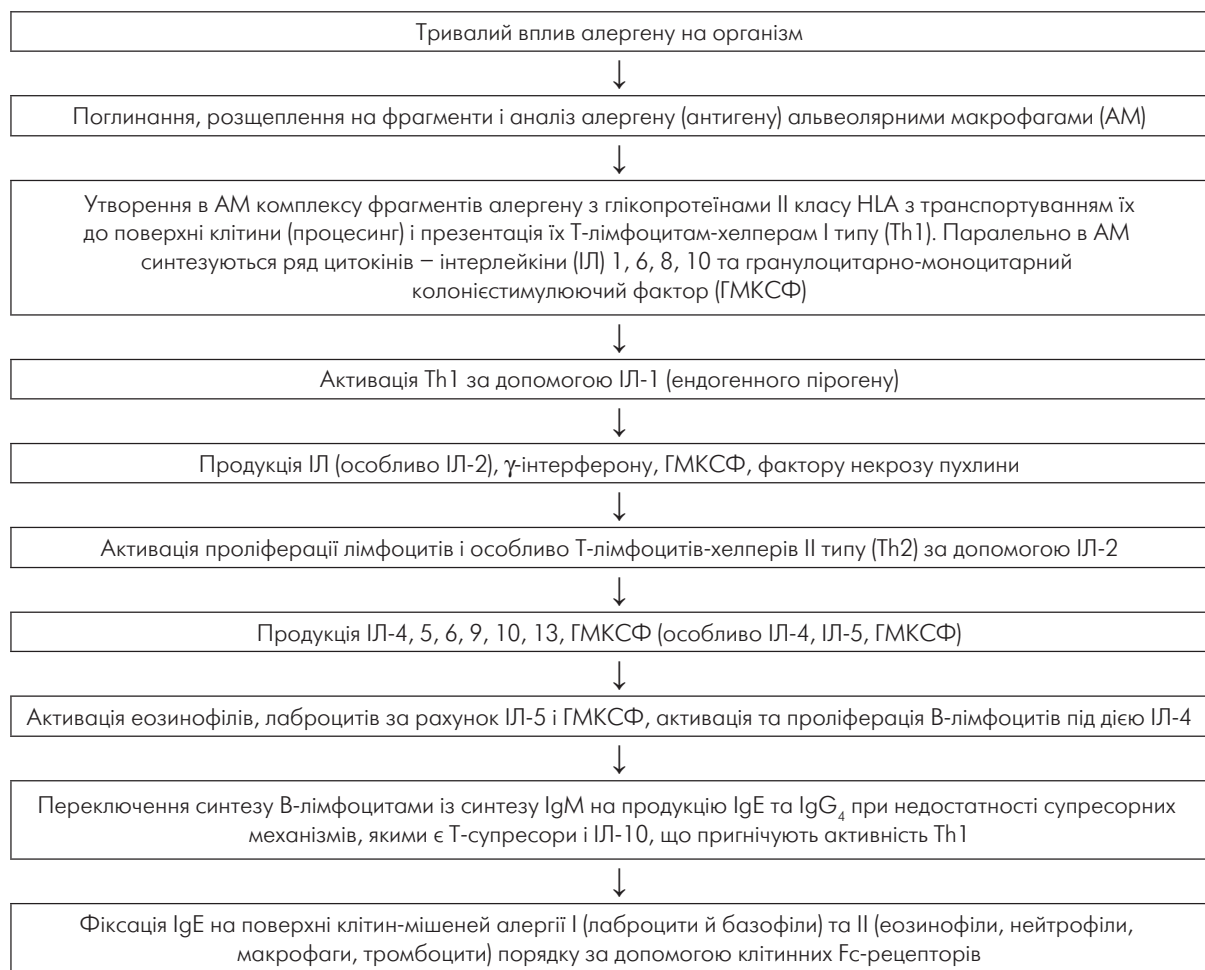 Тривалий вплив алергену на організм
↓
Поглинання, розщеплення на фрагменти і аналіз алергену (антигену) альвеолярними макрофагами (АМ)
↓
Утворення в АМ комплексу фрагментів алергену з глікопротеїнами II класу HLA з транспортуванням їх
до поверхні клітини (процесинг) і презентація їх Т-лімфоцитам-хелперам I типу (Th1). Паралельно в АМ
синтезуються ряд цитокінів – інтерлейкіни (ІЛ) 1, 6, 8, 10 та гранулоцитарно-моноцитарний
колонієстимулюючий фактор (ГМКСФ)
↓
Активація Th1 за допомогою ІЛ-1 (ендогенного пірогену)
↓
Продукція ІЛ (особливо ІЛ-2), γ-інтерферону, ГМКСФ, фактору некрозу пухлини
↓
Активація проліферації лімфоцитів і особливо Т-лімфоцитів-хелперів II типу (Th2) за допомогою ІЛ-2
↓
Продукція ІЛ-4, 5, 6, 9, 10, 13, ГМКСФ (особливо ІЛ-4, ІЛ-5, ГМКСФ)
↓
Активація еозинофілів, лаброцитів за рахунок ІЛ-5 і ГМКСФ, активація та проліферація В-лімфоцитів під дією ІЛ-4
↓
Переключення синтезу В-лімфоцитами із синтезу IgM на продукцію IgE та IgG₄ при недостатності супресорних
механізмів, якими є Т-супресори і ІЛ-10, що пригнічують активність Th1
↓
Фіксація IgE на поверхні клітин-мішеней алергії I (лаброцити й базофіли) та II (еозинофіли, нейтрофіли,
макрофаги, тромбоцити) порядку за допомогою клітинних Fc-рецепторів